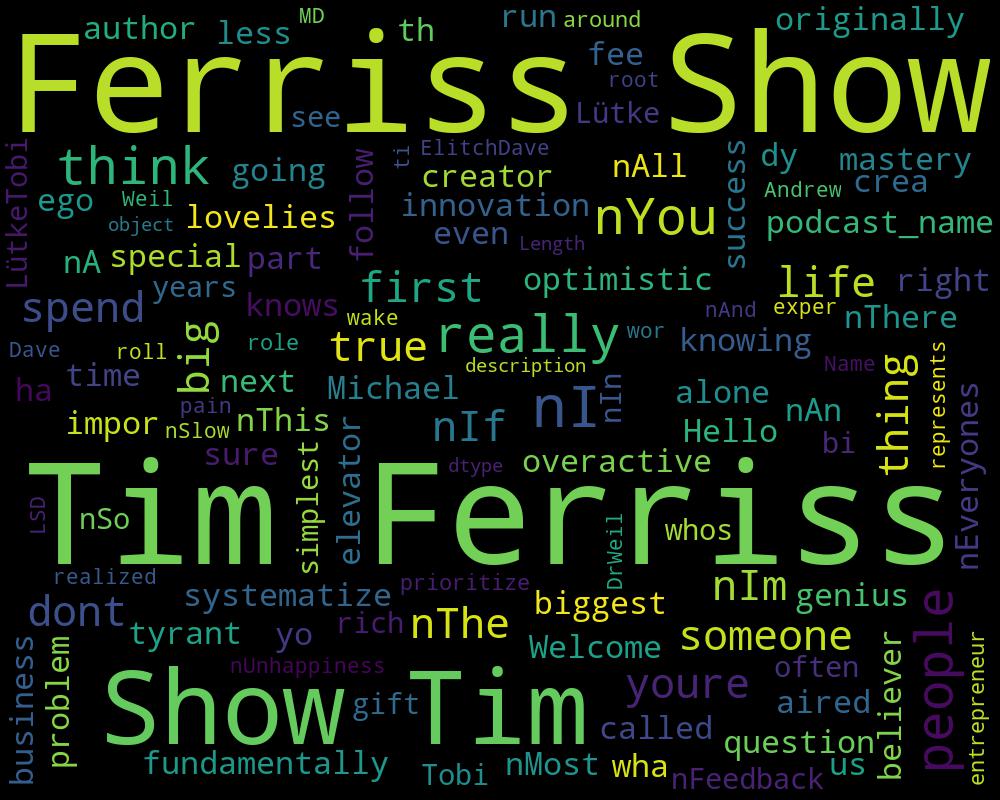 author less MD th run around originally
Ferriss Show
see fee root Lütke
LütkeTobi think going follow ti ElitchDave nAll success dy mastery
ego Weil lovelies creator innovation nYou Andrew crea
object even Length podcast_name
nA special part first optimistic life right
spend years knows wake really wor nAnd exper nThere
Dave roll big role true description knowing Name thing represents
ha time next Michael nI nIn alone nAn nEveryones
impor pain nSlow nThis nIf Hello bi
sure simplest elevator dtype overactive
LSD Tim Ferriss
nSo DrWeil whos
realized systematize prioritize biggest nIm genius people
dont tyrant yo rich nThe Welcome someone
business problem nUnhappiness often believer entrepreneur
Show Tim
gift youre called aired question
fundamentally Tobi nMost wha nFeedback us